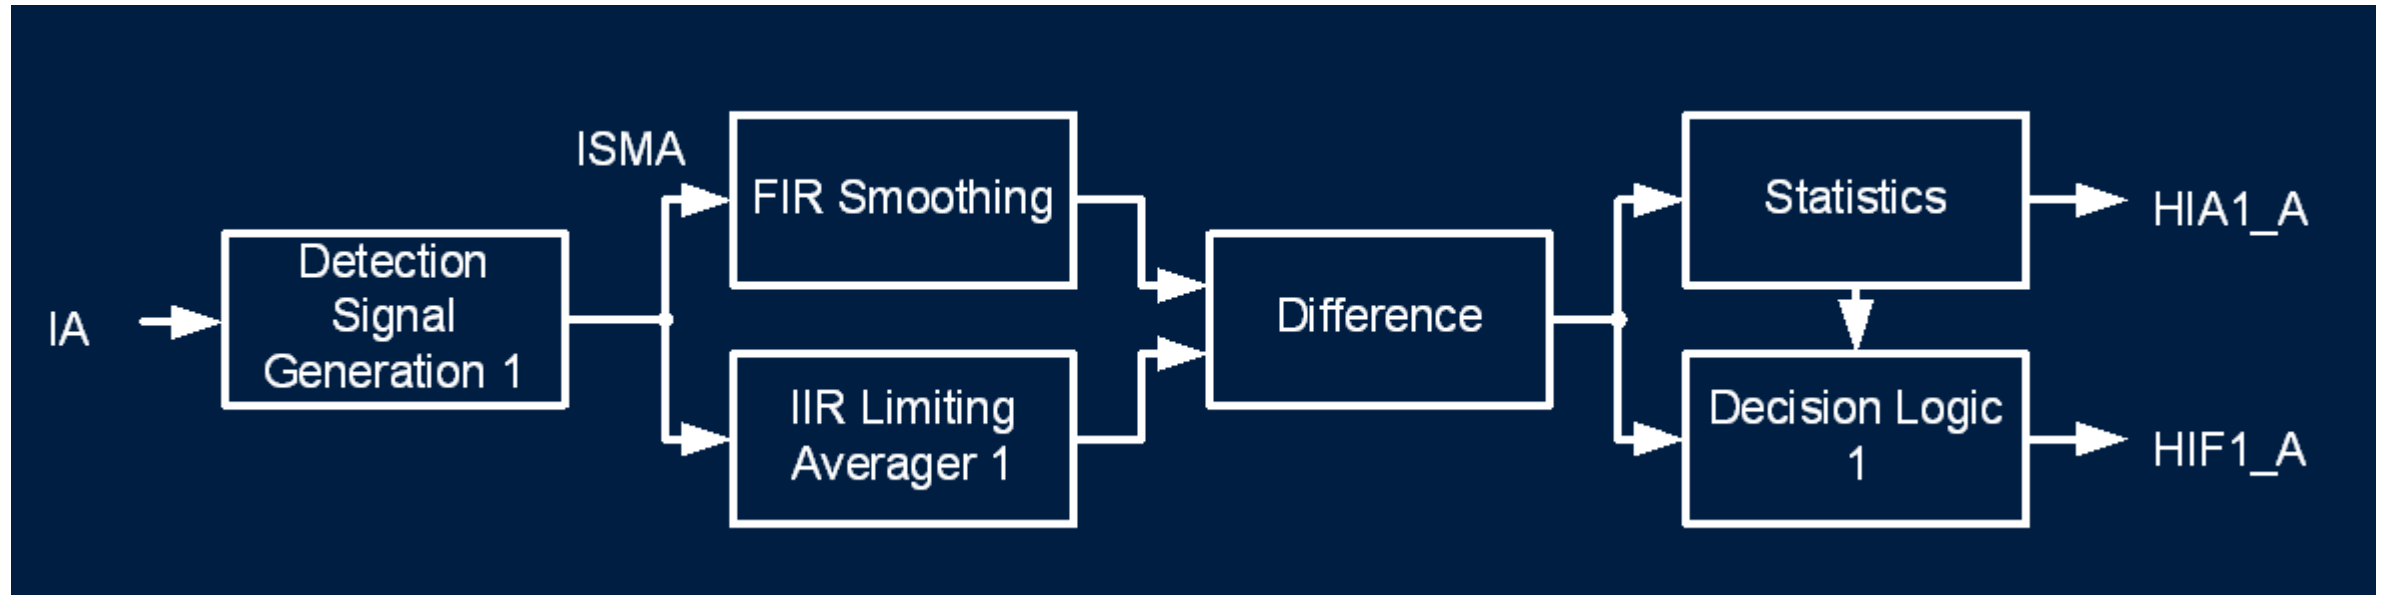 IA
Detection
Signal
Generation 1
ISMA
FIR Smoothing
IIR Limiting
Averager 1
Difference
Statistics
Decision Logic
1
HIA1_A
HIF1_A